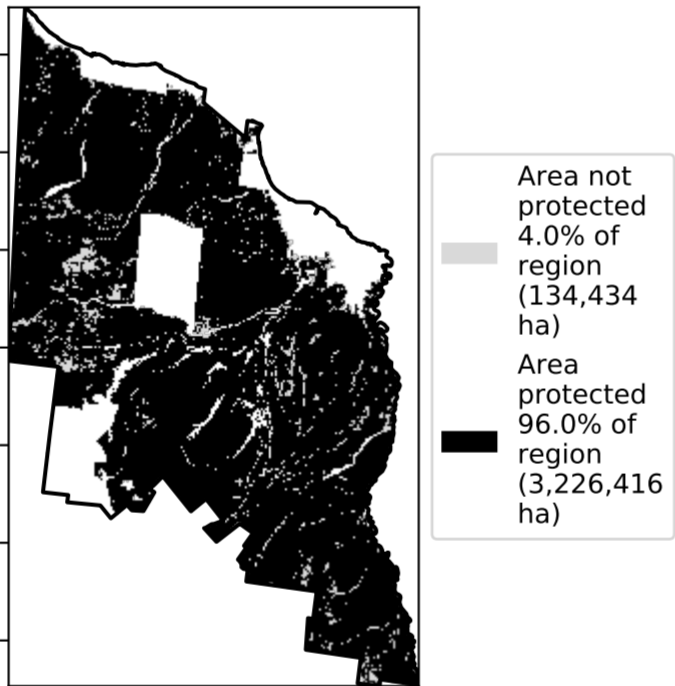 Area not
protected
4.0% of
region
(134,434
ha)
Area
protected
96.0% of
region
(3,226,416
ha)